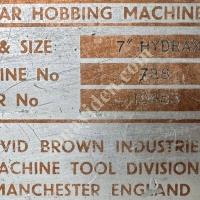 AR HOBBING MACHINE
& SIZE 7" HYDRAX
INE No
R No
VID BROWN INDUSTRIE
ACHINE TOOL DIVISION
MANCHESTER ENGLAND